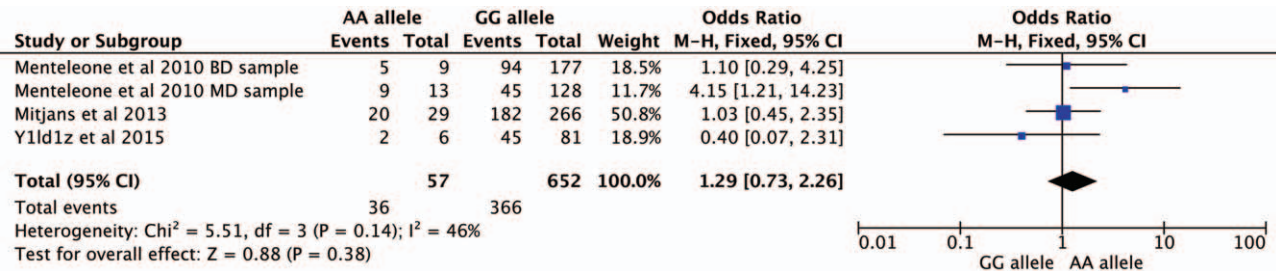 AA allele GG allele Odds Ratio Odds Ratio
Study or Subgroup Events Total Events Total Weight M-H, Fixed, 95% CI M-H, Fixed, 95% CI
Menteleone et al 2010 BD sample 5 9 94 177 18.5% 1.10 [0.29, 4.25]
Menteleone et al 2010 MD sample 9 13 45 128 11.7% 4.15 [1.21, 14.23]
Mitjans et al 2013 20 29 182 266 50.8% 1.03 [0.45, 2.35]
Y1ld1z et al 2015 2 6 45 81 18.9% 0.40 [0.07, 2.31]
Total (95% CI) 57 652 100.0% 1.29 [0.73, 2.26]
Total events 36 366
Heterogeneity: Chi² = 5.51, df = 3 (P = 0.14); I² = 46%
Test for overall effect: Z = 0.88 (P = 0.38)
0.01 0.1 1 10 100
GG allele AA allele